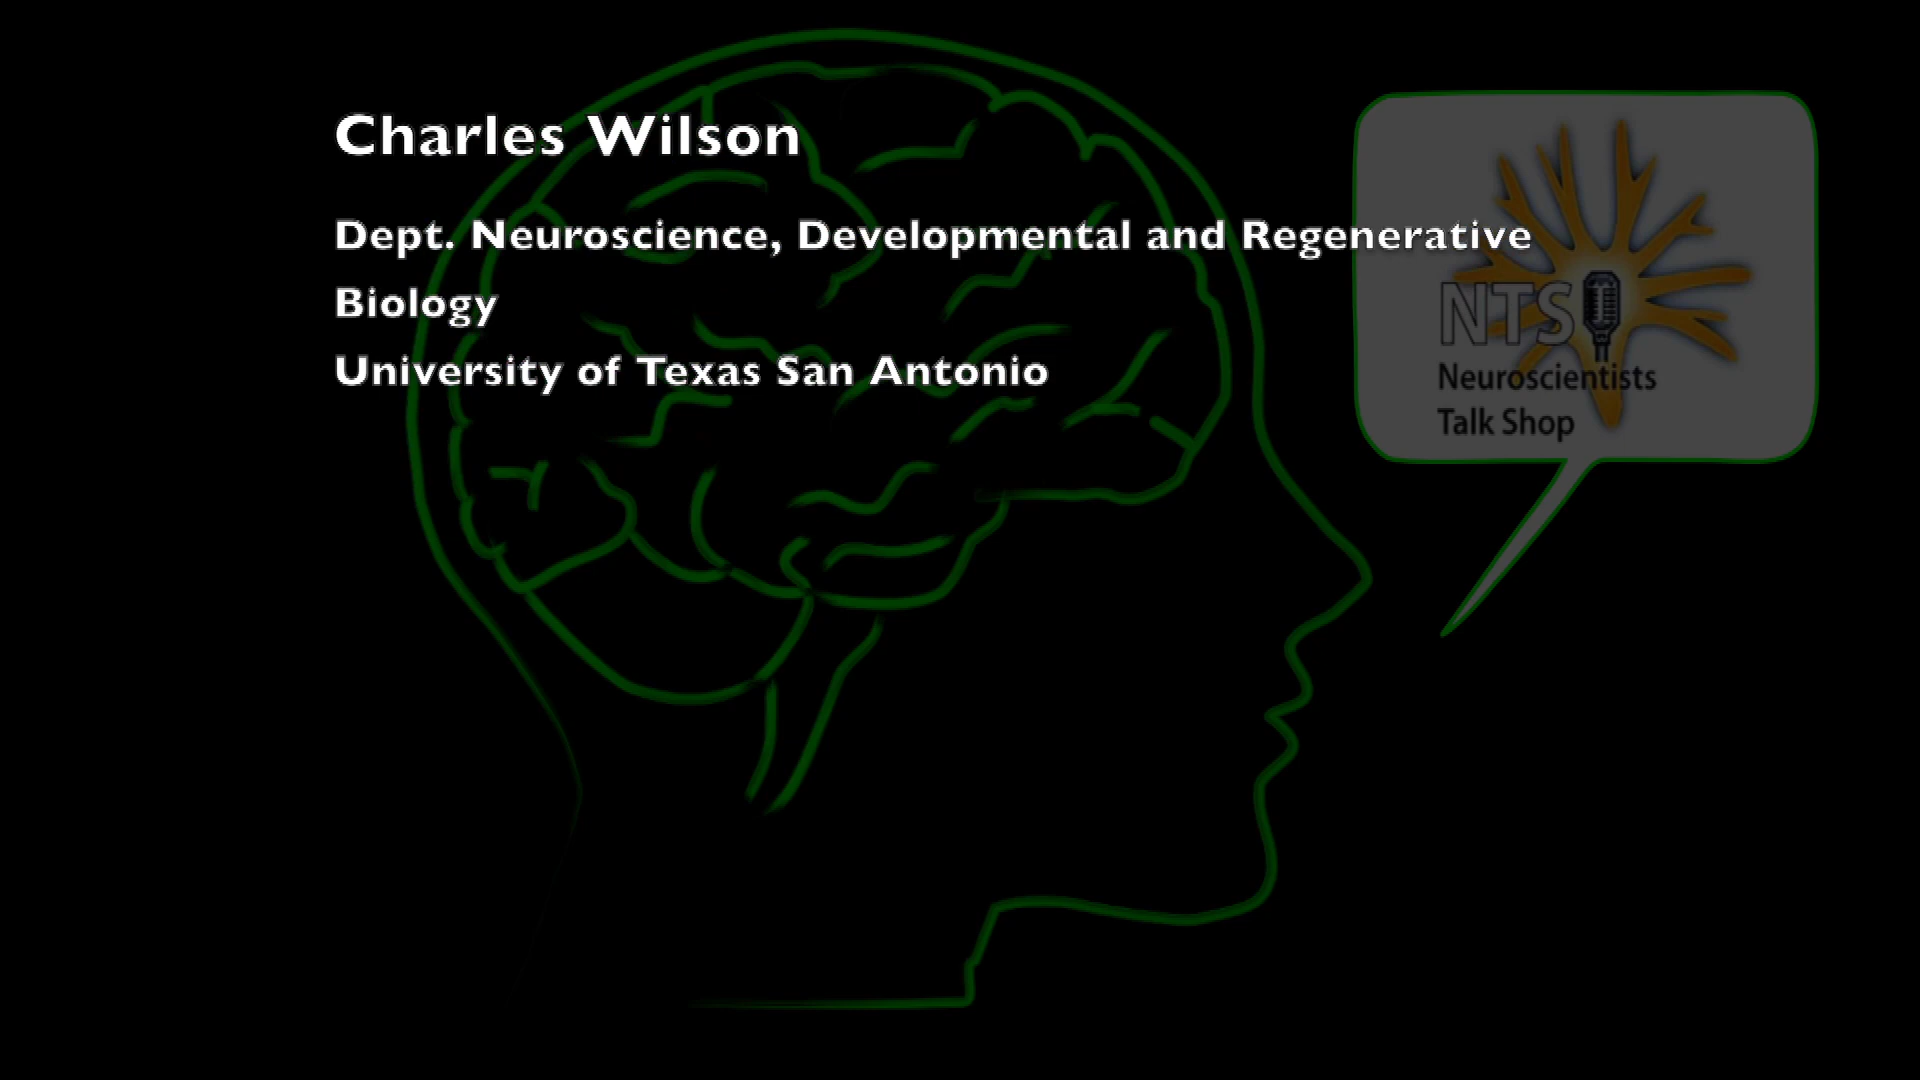 Charles Wilson
Dept. Neuroscience, Developmental and Regenerative
Biology
University of Texas San Antonio
NTS
Neuroscientists
Talk Shop